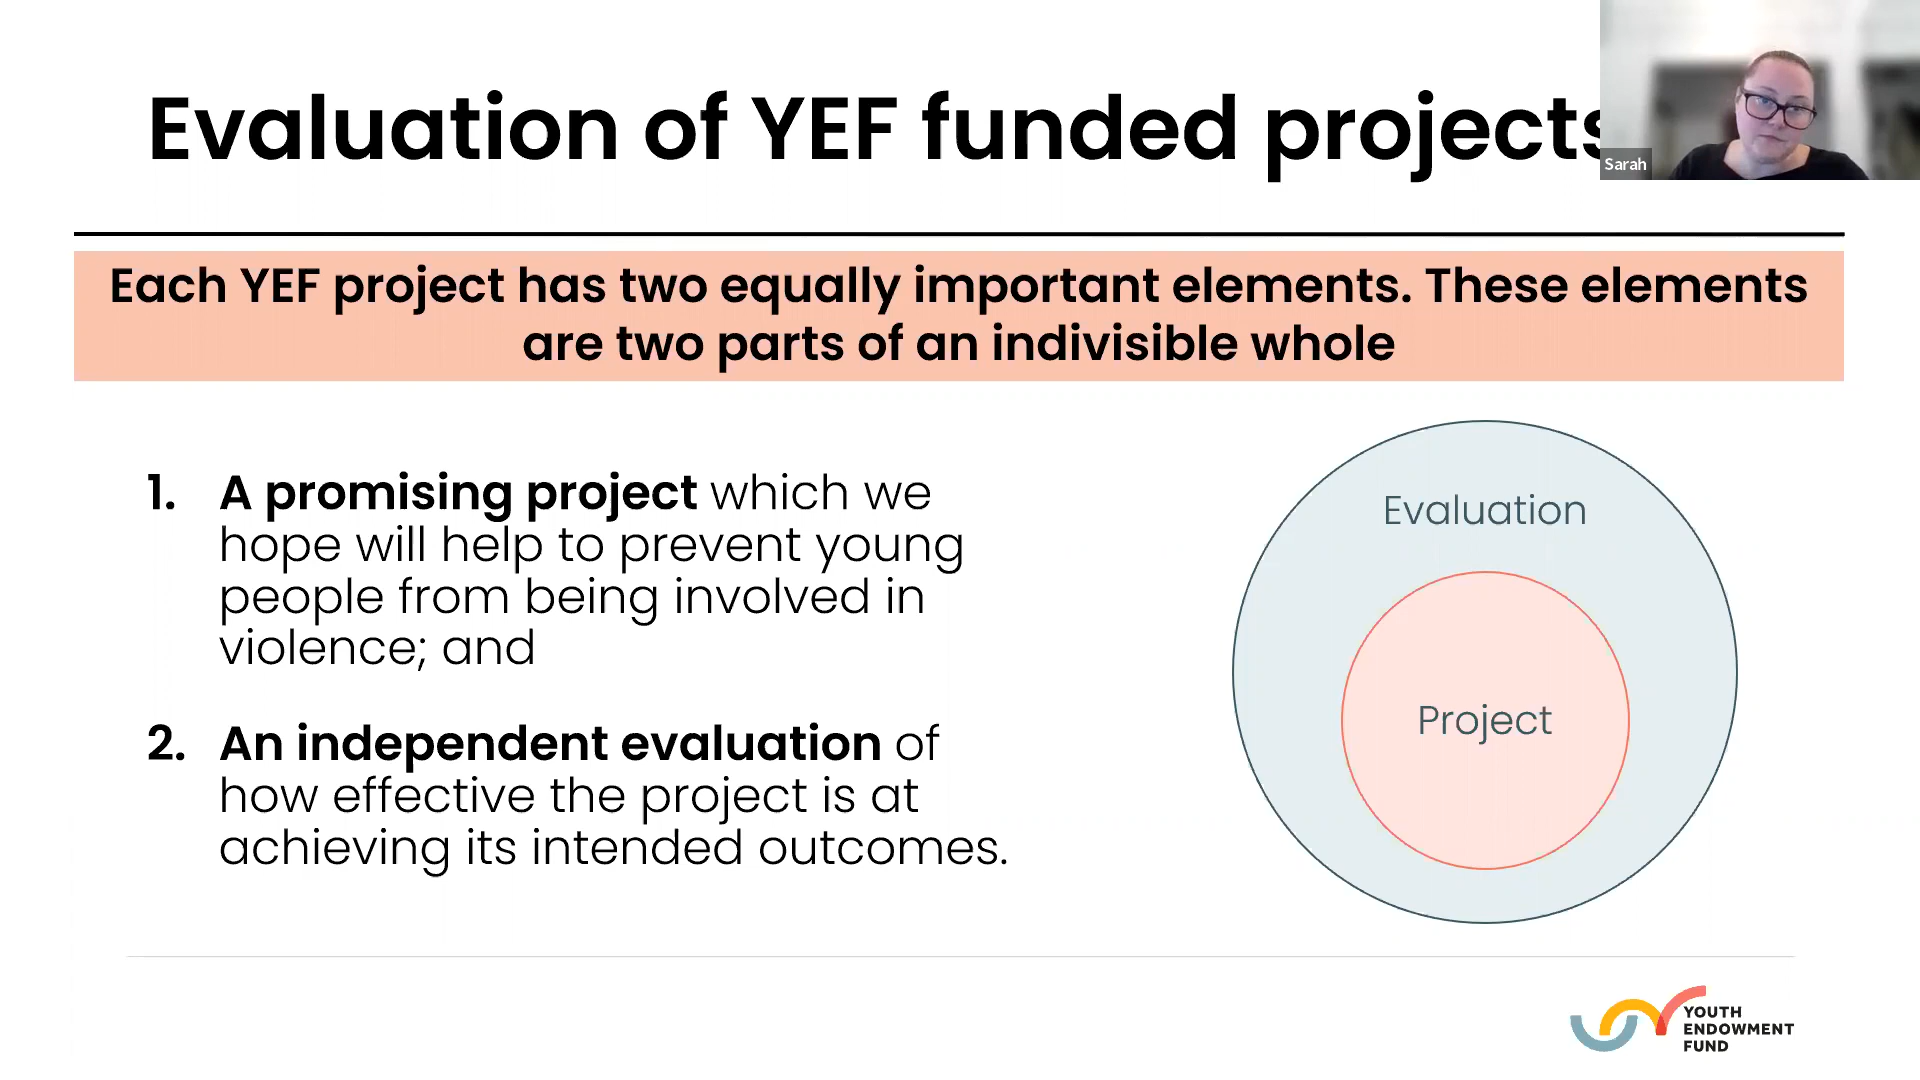 Evaluation of YEF funded projects
Sarah
Each YEF project has two equally important elements. These elements
are two parts of an indivisible whole
1. A promising project which we
hope will help to prevent young
people from being involved in
violence; and
2. An independent evaluation of
how effective the project is at
achieving its intended outcomes.
Evaluation
Project
YOUTH
ENDOWMENT
FUND